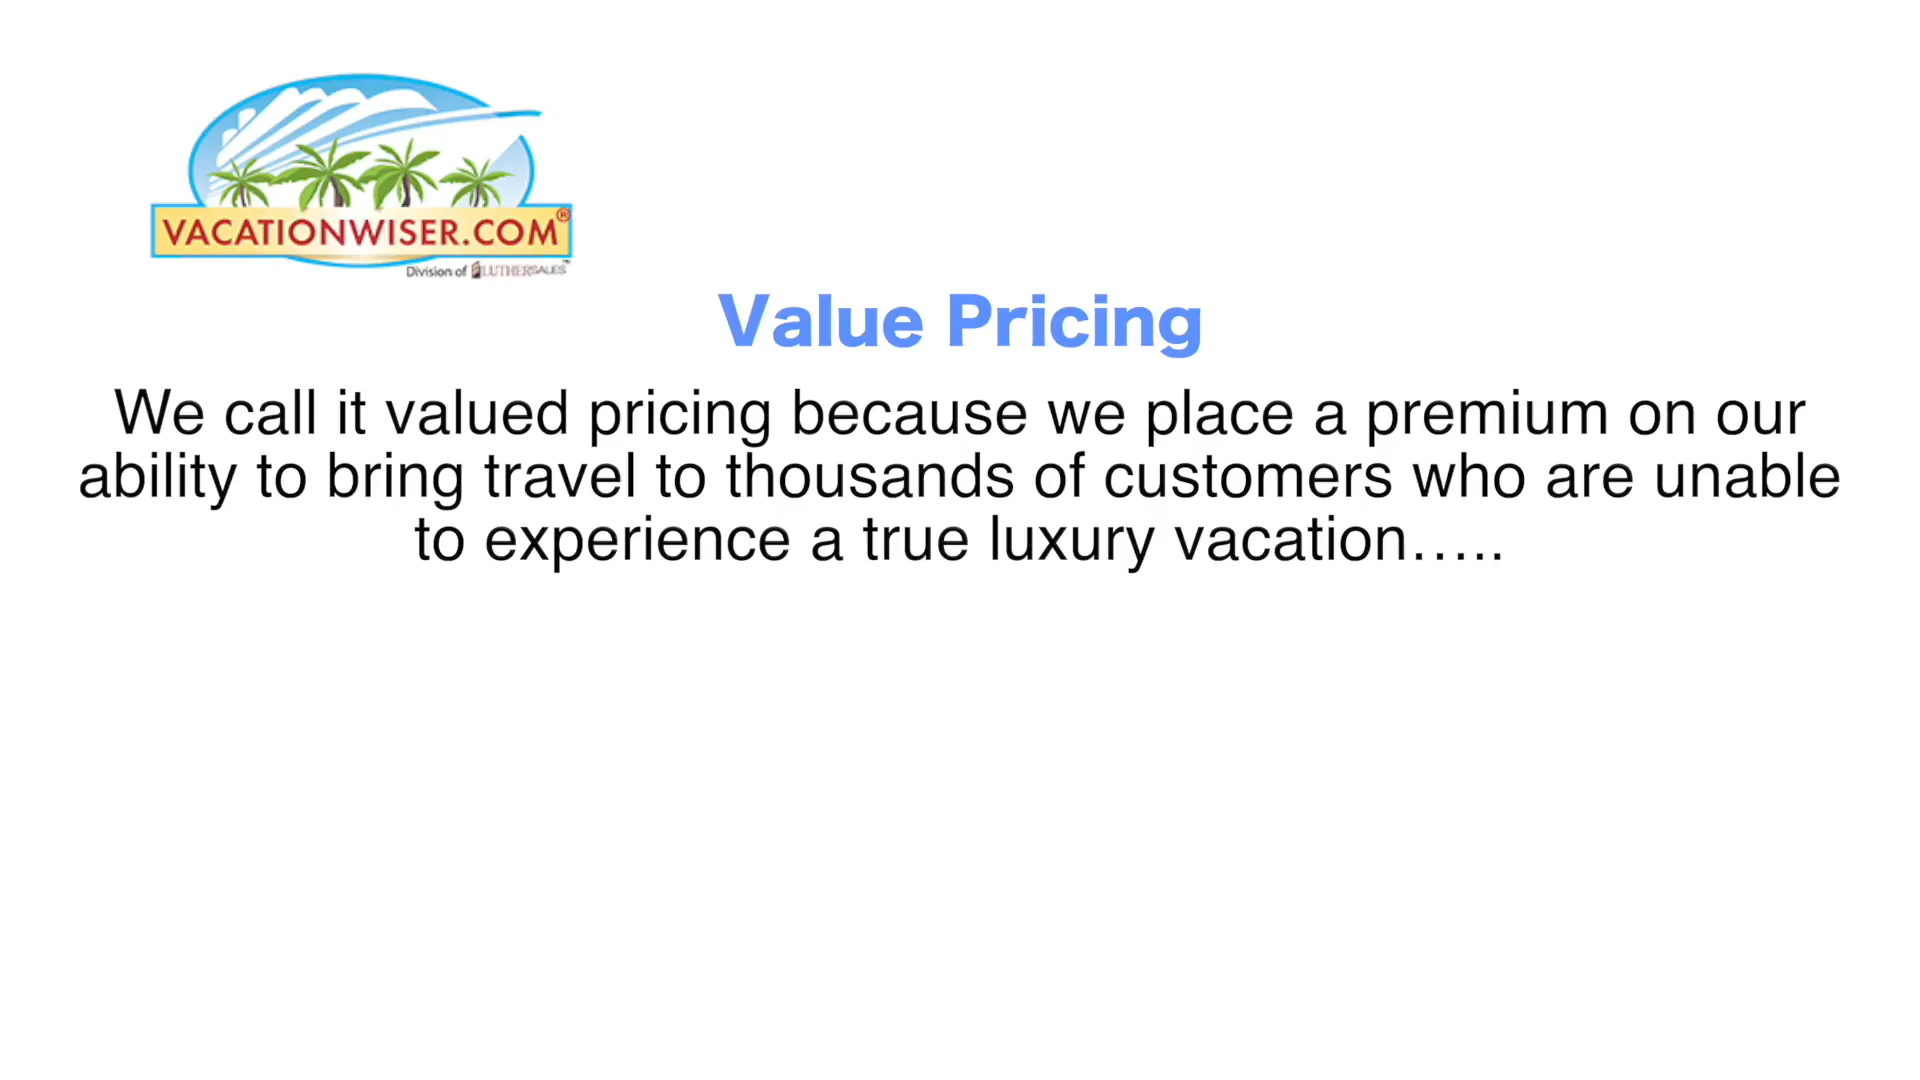 VACATIONWISER.COM®
Division of LUTHERSALES™
Value Pricing
We call it valued pricing because we place a premium on our
ability to bring travel to thousands of customers who are unable
to experience a true luxury vacation…..